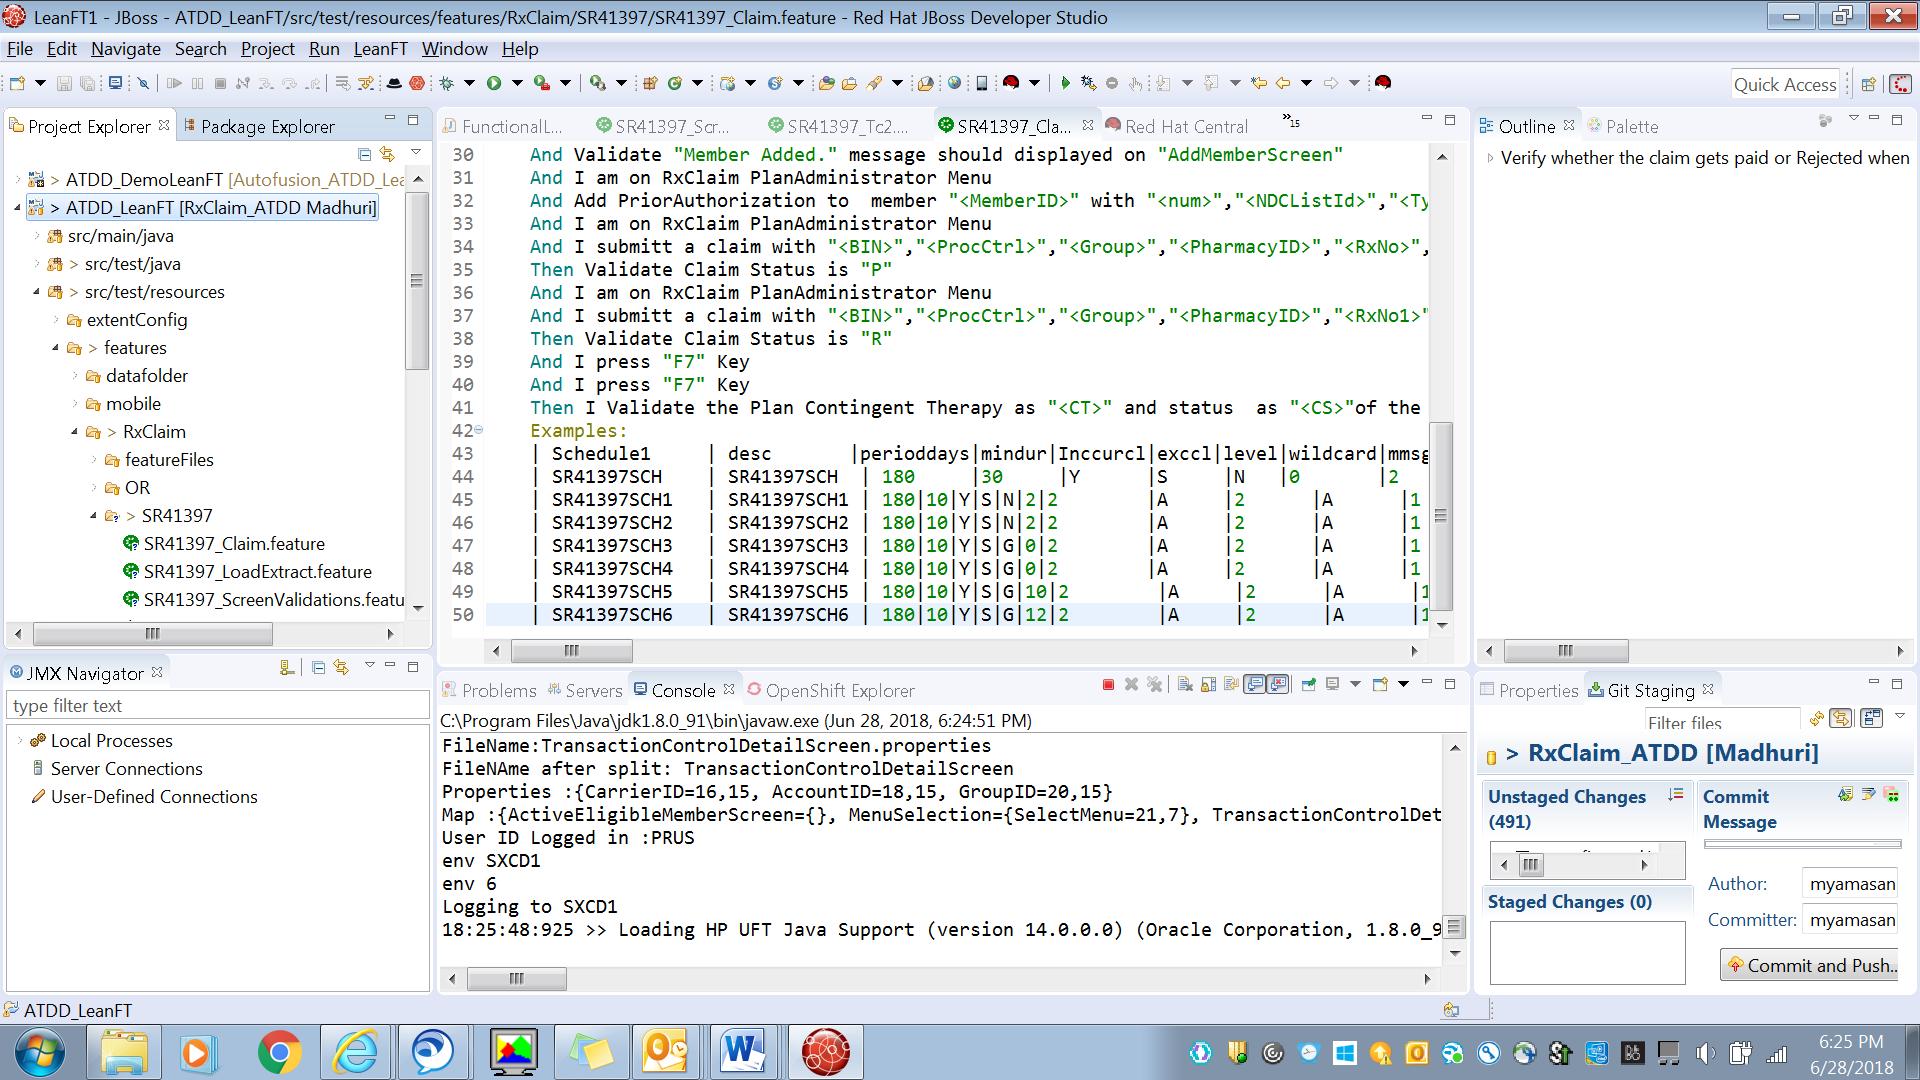 LeanFT1 - JBoss - ATDD_LeanFT/src/test/resources/features/RxClaim/SR41397/SR41397_Claim.feature - Red Hat JBoss Developer Studio
File Edit Navigate Search Project Run LeanFT Window Help
Quick Access
Project Explorer Package Explorer
> ATDD_DemoLeanFT [Autofusion_ATDD_Lea
> ATDD_LeanFT [RxClaim_ATDD Madhuri]
src/main/java
> src/test/java
> src/test/resources
extentConfig
> features
datafolder
mobile
> RxClaim
featureFiles
OR
> SR41397
SR41397_Claim.feature
SR41397_LoadExtract.feature
SR41397_ScreenValidations.featu
FunctionalL... SR41397_Scr... SR41397_Tc2.... SR41397_Cla... Red Hat Central »15
30 And Validate "Member Added." message should displayed on "AddMemberScreen"
31 And I am on RxClaim PlanAdministrator Menu
32 And Add PriorAuthorization to  member "<MemberID>" with "<num>","<NDCListId>","<Ty
33 And I am on RxClaim PlanAdministrator Menu
34 And I submitt a claim with "<BIN>","<ProcCtrl>","<Group>","<PharmacyID>","<RxNo>",
35 Then Validate Claim Status is "P"
36 And I am on RxClaim PlanAdministrator Menu
37 And I submitt a claim with "<BIN>","<ProcCtrl>","<Group>","<PharmacyID>","<RxNo1>"
38 Then Validate Claim Status is "R"
39 And I press "F7" Key
40 And I press "F7" Key
41 Then I Validate the Plan Contingent Therapy as "<CT>" and status  as "<CS>"of the
42 Examples:
43 | Schedule1 | desc |perioddays|mindur|Inccurcl|exccl|level|wildcard|mmsg
44 | SR41397SCH | SR41397SCH | 180 |30 |Y |S |N |0 |2
45 | SR41397SCH1 | SR41397SCH1 | 180|10|Y|S|N|2|2 |A |2 |A |1
46 | SR41397SCH2 | SR41397SCH2 | 180|10|Y|S|N|2|2 |A |2 |A |1
47 | SR41397SCH3 | SR41397SCH3 | 180|10|Y|S|G|0|2 |A |2 |A |1
48 | SR41397SCH4 | SR41397SCH4 | 180|10|Y|S|G|0|2 |A |2 |A |1
49 | SR41397SCH5 | SR41397SCH5 | 180|10|Y|S|G|10|2 |A |2 |A |1
50 | SR41397SCH6 | SR41397SCH6 | 180|10|Y|S|G|12|2 |A |2 |A |1
Outline Palette
Verify whether the claim gets paid or Rejected when
JMX Navigator
type filter text
Local Processes
Server Connections
User-Defined Connections
Problems Servers Console OpenShift Explorer
C:\Program Files\Java\jdk1.8.0_91\bin\javaw.exe (Jun 28, 2018, 6:24:51 PM)
FileName:TransactionControlDetailScreen.properties
FileNAme after split: TransactionControlDetailScreen
Properties :{CarrierID=16,15, AccountID=18,15, GroupID=20,15}
Map :{ActiveEligibleMemberScreen={}, MenuSelection={SelectMenu=21,7}, TransactionControlDet
User ID Logged in :PRUS
env SXCD1
env 6
Logging to SXCD1
18:25:48:925 >> Loading HP UFT Java Support (version 14.0.0.0) (Oracle Corporation, 1.8.0_9
Properties Git Staging
Filter files
> RxClaim_ATDD [Madhuri]
Unstaged Changes (491)
Staged Changes (0)
Commit Message
Author: myamasan
Committer: myamasan
Commit and Push...
ATDD_LeanFT
6:25 PM
6/28/2018